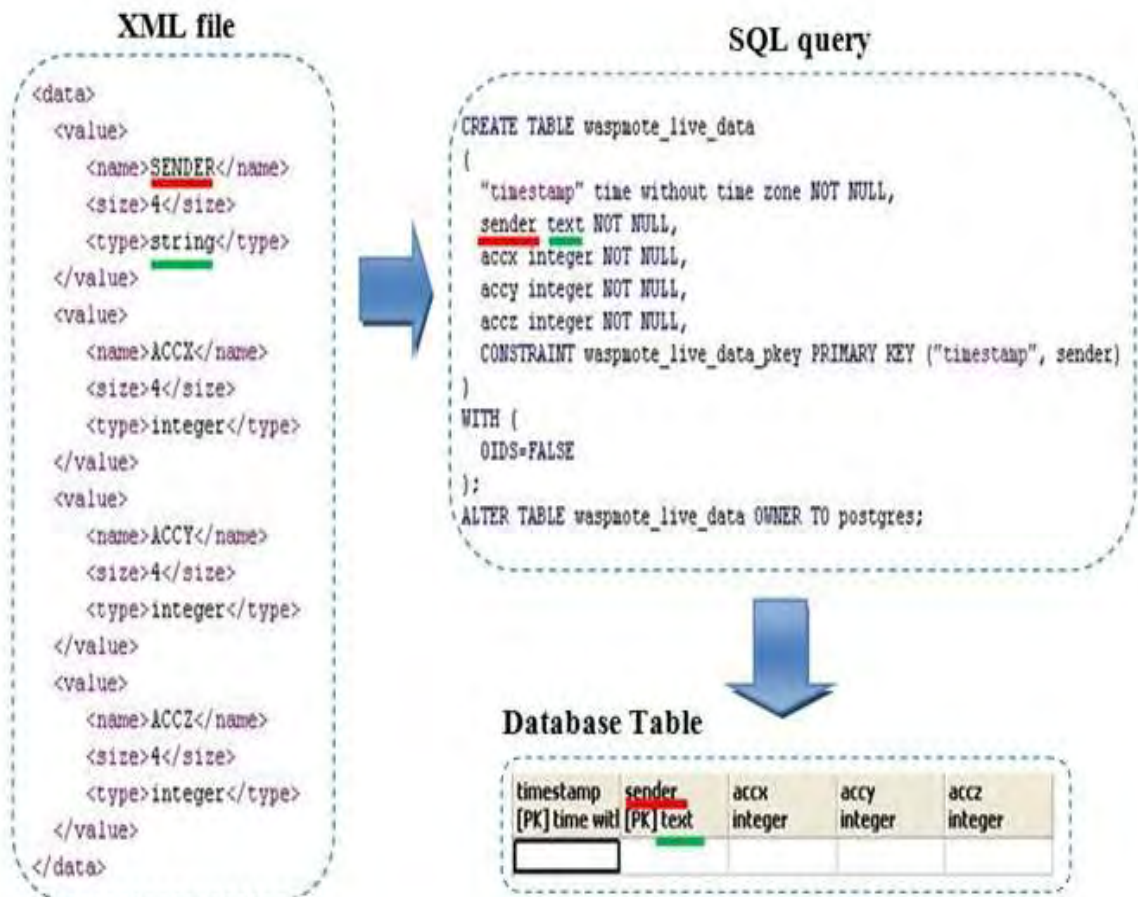 XML file
<data>
<value>
<name>SENDER</name>
<size>4</size>
<type>string</type>
</value>
<value>
<name>ACCX</name>
<size>4</size>
<type>integer</type>
</value>
<value>
<name>ACCY</name>
<size>4</size>
<type>integer</type>
</value>
<value>
<name>ACCZ</name>
<size>4</size>
<type>integer</type>
</value>
</data>
SQL query
CREATE TABLE waspmote_live_data
(
"timestamp" time without time zone NOT NULL,
sender text NOT NULL,
accx integer NOT NULL,
accy integer NOT NULL,
accz integer NOT NULL,
CONSTRAINT waspmote_live_data_pkey PRIMARY KEY ("timestamp", sender)
)
WITH (
OIDS=FALSE
);
ALTER TABLE waspmote_live_data OWNER TO postgres;
Database Table
timestamp sender accx accy accz
[PK] time witl [PK] text integer integer integer